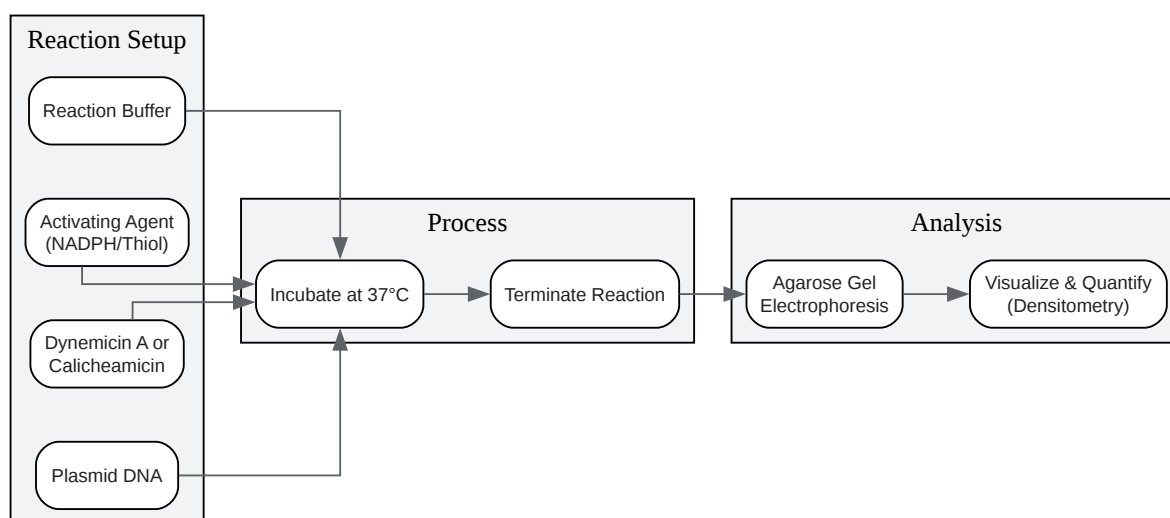 Reaction Setup
Reaction Buffer
Activating Agent
(NADPH/Thiol)
Dynemicin A or
Calicheamicin
Plasmid DNA
Process
Incubate at 37°C
Terminate Reaction
Analysis
Agarose Gel
Electrophoresis
Visualize & Quantify
(Densitometry)